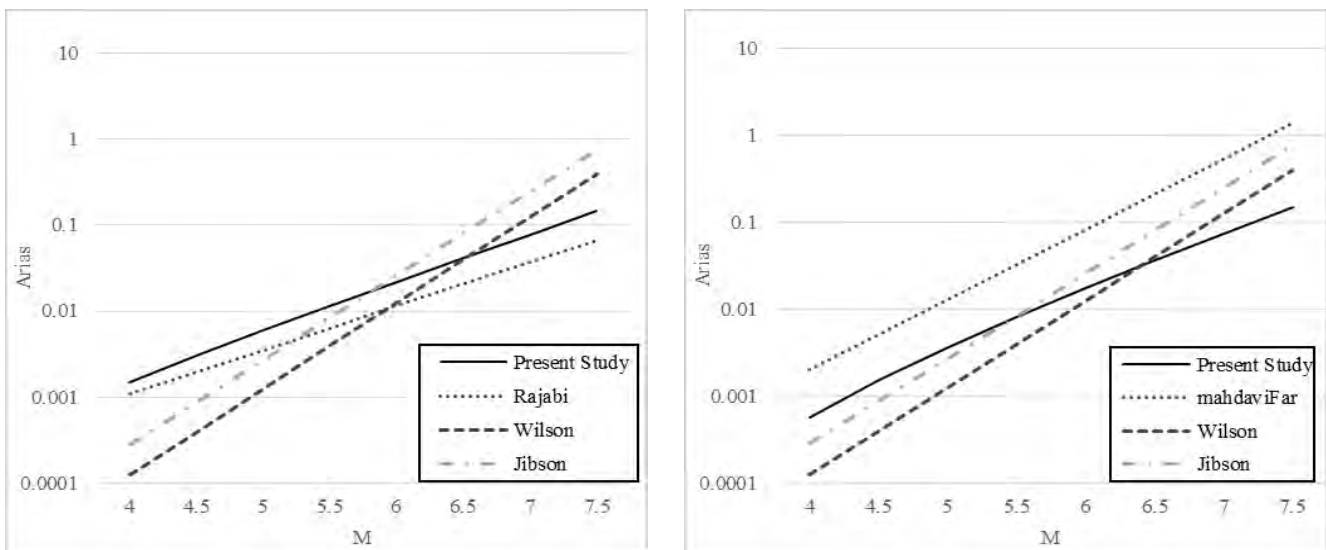 10
1
0.1
0.01
0.001
0.0001
Arias
4 4.5 5 5.5 6 6.5 7 7.5
M
Present Study
Rajabi
Wilson
Jibson
10
1
0.1
0.01
0.001
0.0001
Arias
4 4.5 5 5.5 6 6.5 7 7.5
M
Present Study
mahdaviFar
Wilson
Jibson